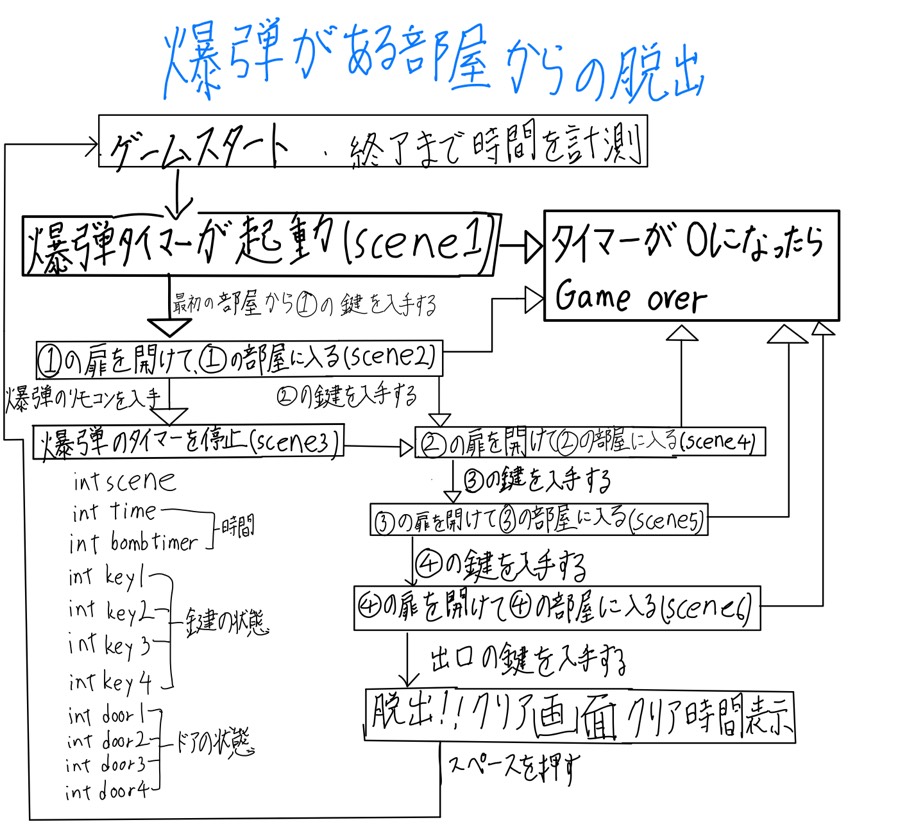 爆弾がある部屋からの脱出
ゲームスタート ・終了まで時間を計測
爆弾タイマーが起動(scene1)
タイマーが0になったら
Game over
最初の部屋から①の鍵を入手する
①の扉を開けて、①の部屋に入る(scene2)
爆弾のリモコンを入手
②の鍵を入手する
爆弾のタイマーを停止(scene3)
②の扉を開けて②の部屋に入る(scene4)
③の鍵を入手する
③の扉を開けて③の部屋に入る(scene5)
④の鍵を入手する
④の扉を開けて④の部屋に入る(scene6)
出口の鍵を入手する
脱出!!クリア画面 クリア時間表示
スペースを押す
int scene
int time
int bombtimer
時間
int key1
int key2
int key3
int key4
鍵の状態
int door1
int door2
int door3
int door4
ドアの状態